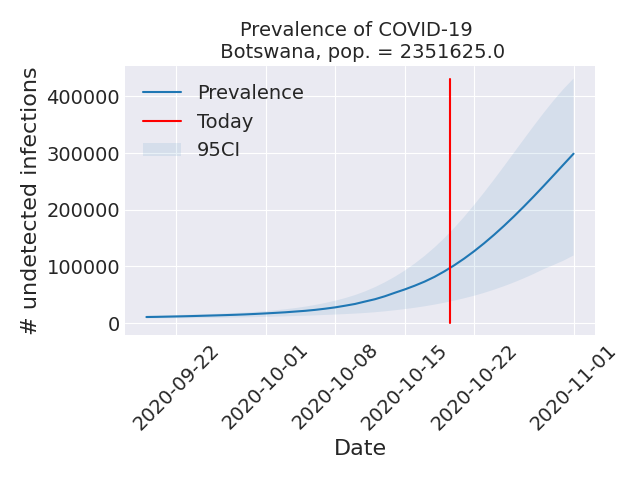 Prevalence of COVID-19
Botswana, pop. = 2351625.0
# undetected infections
400000
300000
200000
100000
0
Prevalence
Today
95CI
2020-09-22
2020-10-01
2020-10-08
2020-10-15
2020-10-22
2020-11-01
Date